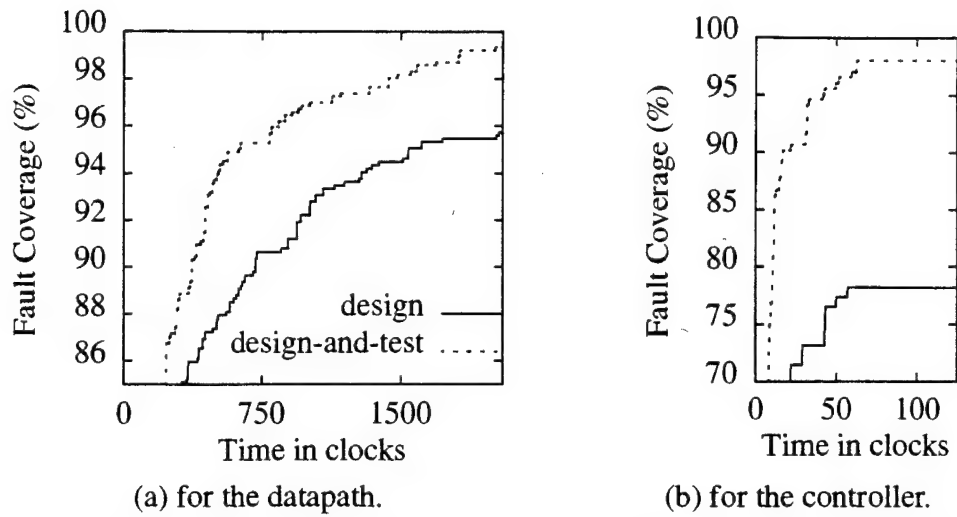 100
98
96
94
92
90
88
86
Fault Coverage (%)
design
design-and-test
0 750 1500
Time in clocks
(a) for the datapath.
100
95
90
85
78
75
70
Fault Coverage (%)
0 50 100
Time in clocks
(b) for the controller.